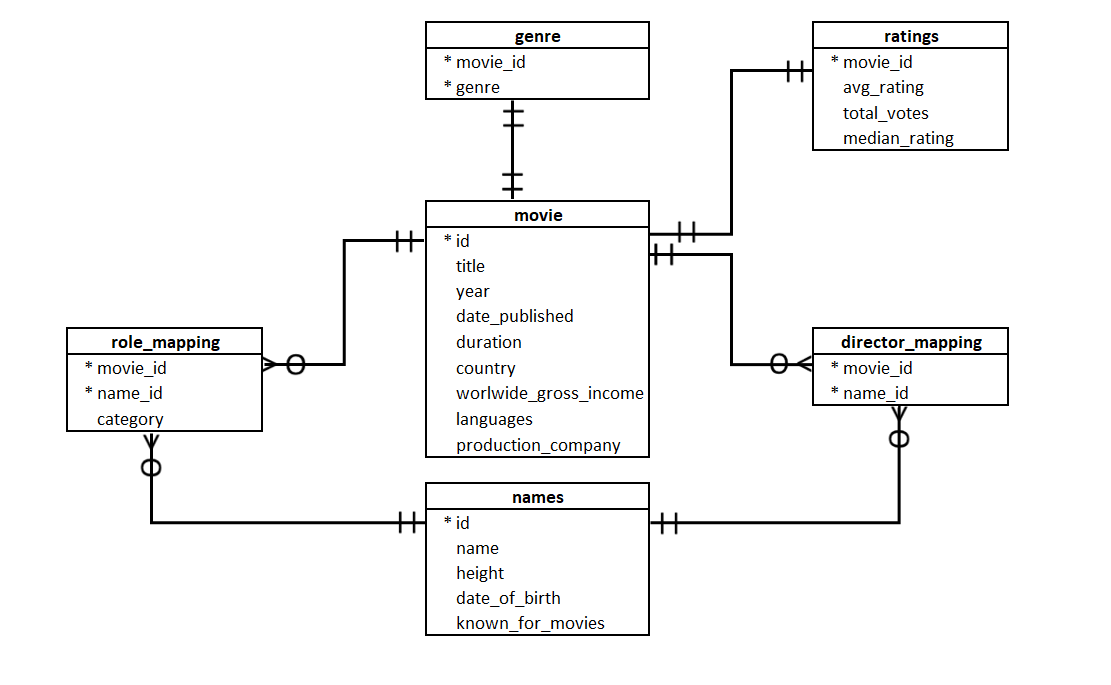 genre
* movie_id
* genre
ratings
* movie_id
avg_rating
total_votes
median_rating
movie
* id
title
year
date_published
duration
country
worlwide_gross_income
languages
production_company
role_mapping
* movie_id
* name_id
category
director_mapping
* movie_id
* name_id
names
* id
name
height
date_of_birth
known_for_movies